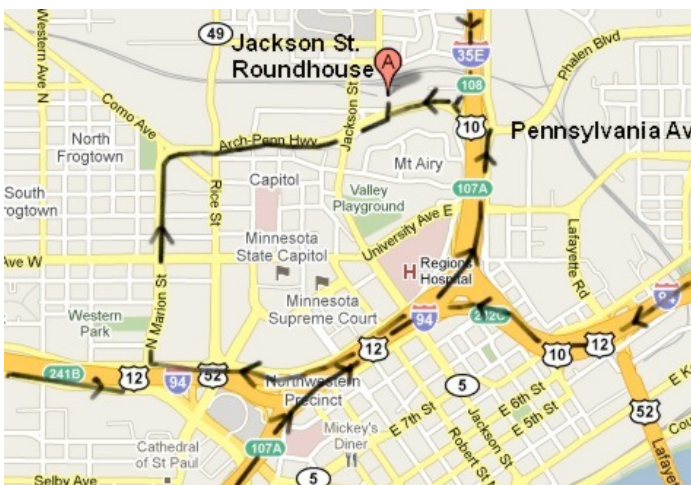 Western Ave N
49
Jackson St.
Roundhouse
A
35E
Phalen Blvd
Como Ave
108
Jackson St
10
North
Frogtown
Arch-Penn Hwy
Pennsylvania Av
Mt Airy
Capitol
South
rogtown
Rice St
Valley
Playground
107A
University Ave E
Minnesota
State Capitol
Lafayette Rd
Ave W
H
Regions
Hospital
N Marion St
Minnesota
Supreme Court
94
242C
94
Western
Park
12
10
12
241B
12
94
52
Northwestern
Precinct
5
E 7th St
E 6th St
E 5th St
E K
Jackson St
52
107A
Mickey's
Diner
Robert St N
Cathedral
of St Paul
Selby Ave
5
Cou
Lafaye